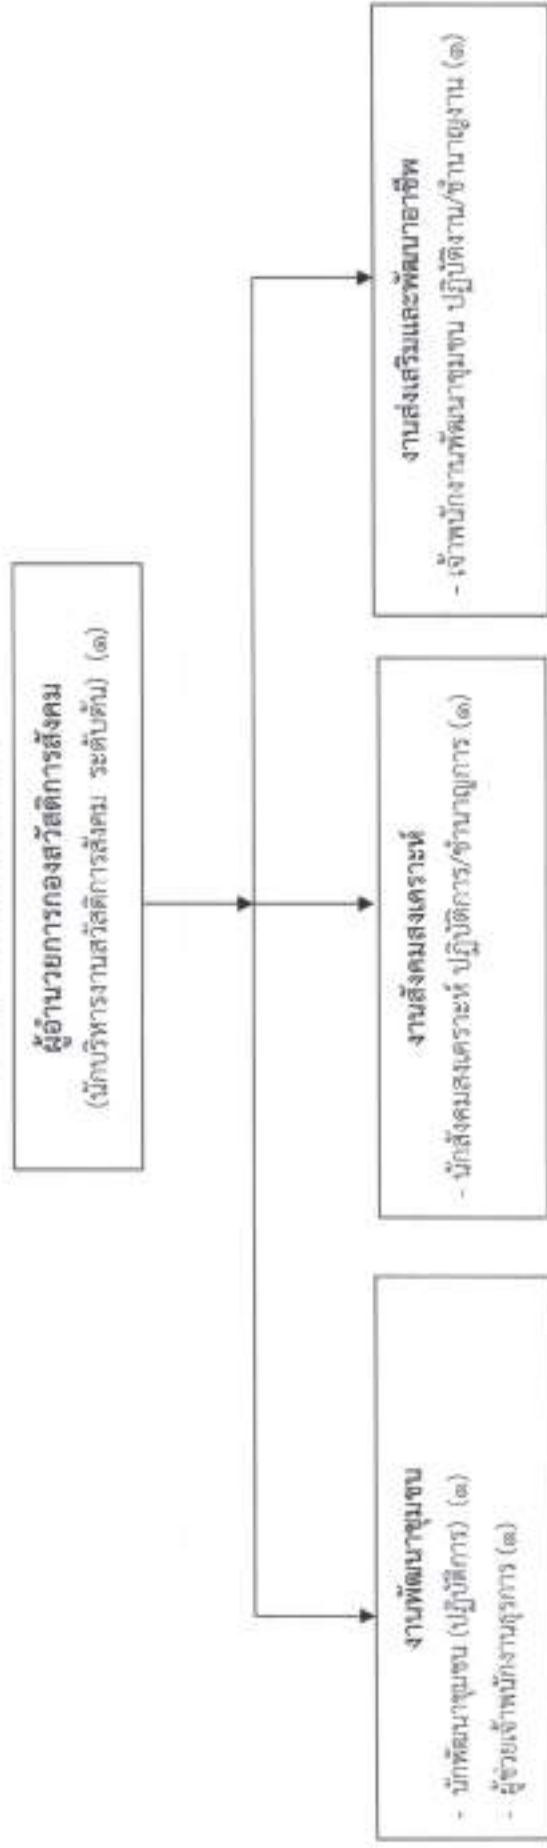 ผู้อำนวยการกองสวัสดิการสังคม
(นักบริหารงานสวัสดิการสังคม ระดับต้น) (๑)
งานพัฒนาชุมชน
- นักพัฒนาชุมชน (ปฏิบัติการ) (๑)
- ผู้ช่วยเจ้าพนักงานธุรการ (๑)
งานสังคมสงเคราะห์
- นักสังคมสงเคราะห์ ปฏิบัติการ/ชำนาญการ (๑)
งานส่งเสริมและพัฒนาอาชีพ
- เจ้าพนักงานพัฒนาชุมชน ปฏิบัติงาน/ชำนาญงาน (๑)